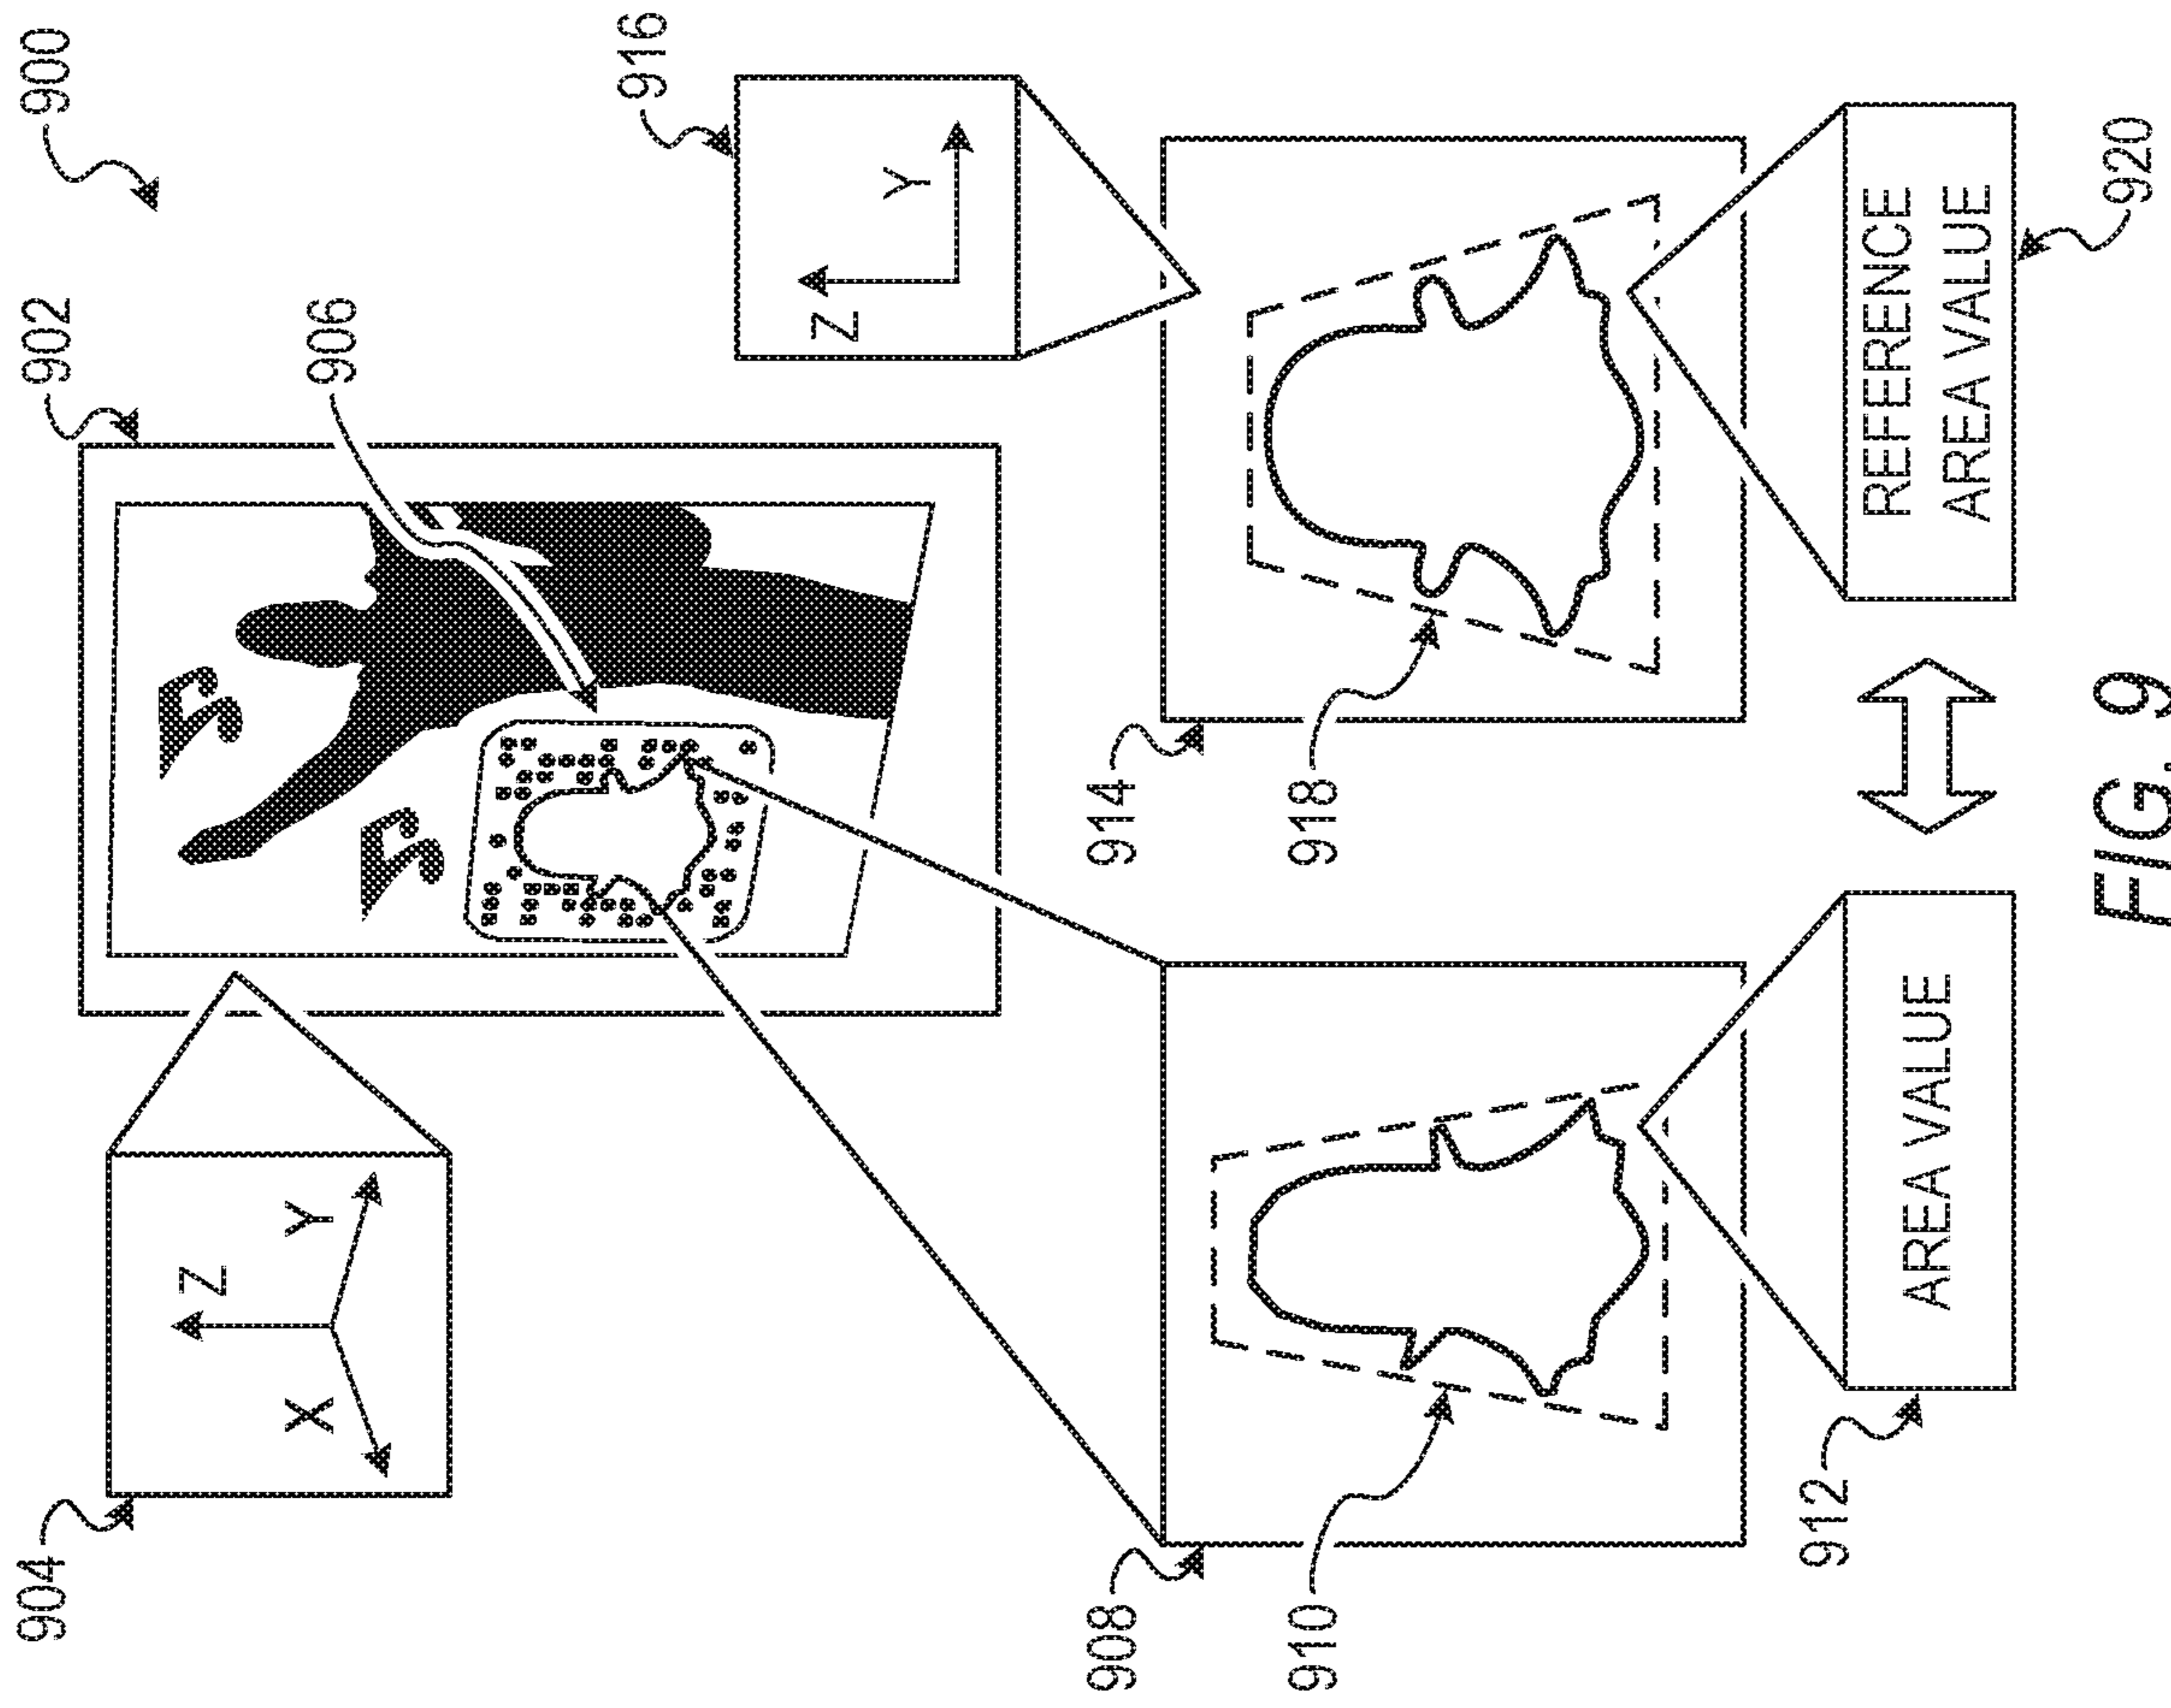 900
902
904
Z
X
Y
906
916
Z
Y
908
910
914
918
912
AREA VALUE
REFERENCE
AREA VALUE
920
FIG. 9